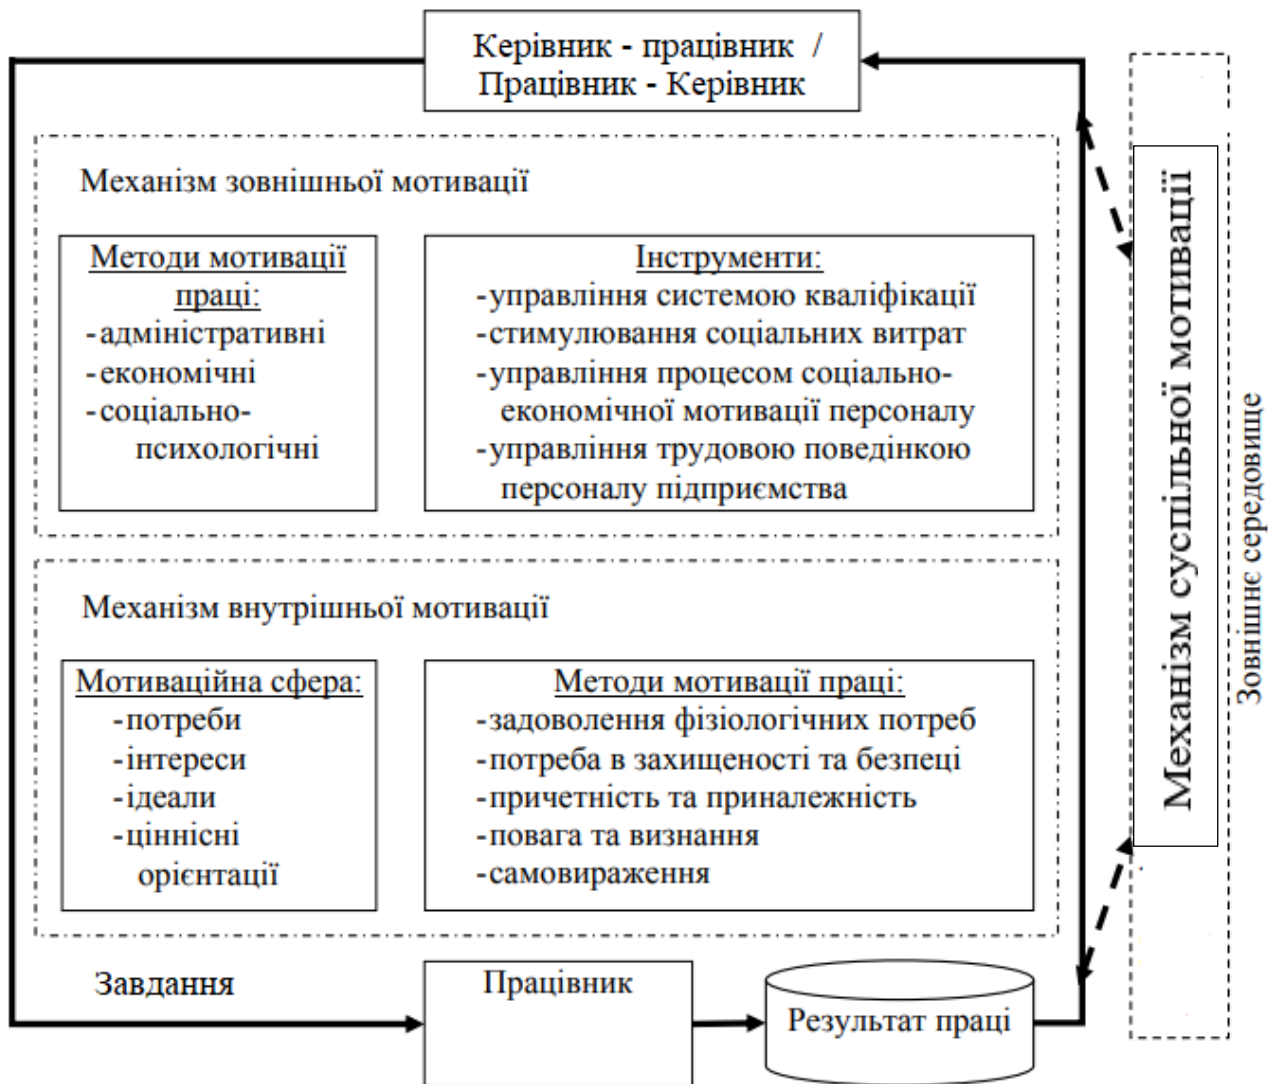 Керівник - працівник /
Працівник - Керівник
Механізм зовнішньої мотивації
Методи мотивації
праці:
-адміністративні
-економічні
-соціально-
психологічні
Інструменти:
-управління системою кваліфікації
-стимулювання соціальних витрат
-управління процесом соціально-
економічної мотивації персоналу
-управління трудовою поведінкою
персоналу підприємства
Механізм внутрішньої мотивації
Мотиваційна сфера:
-потреби
-інтереси
-ідеали
-ціннісні
орієнтації
Методи мотивації праці:
-задоволення фізіологічних потреб
-потреба в захищеності та безпеці
-причетність та приналежність
-повага та визнання
-самовираження
Завдання
Працівник
Результат праці
Механізм суспільної мотивації
Зовнішнє середовище